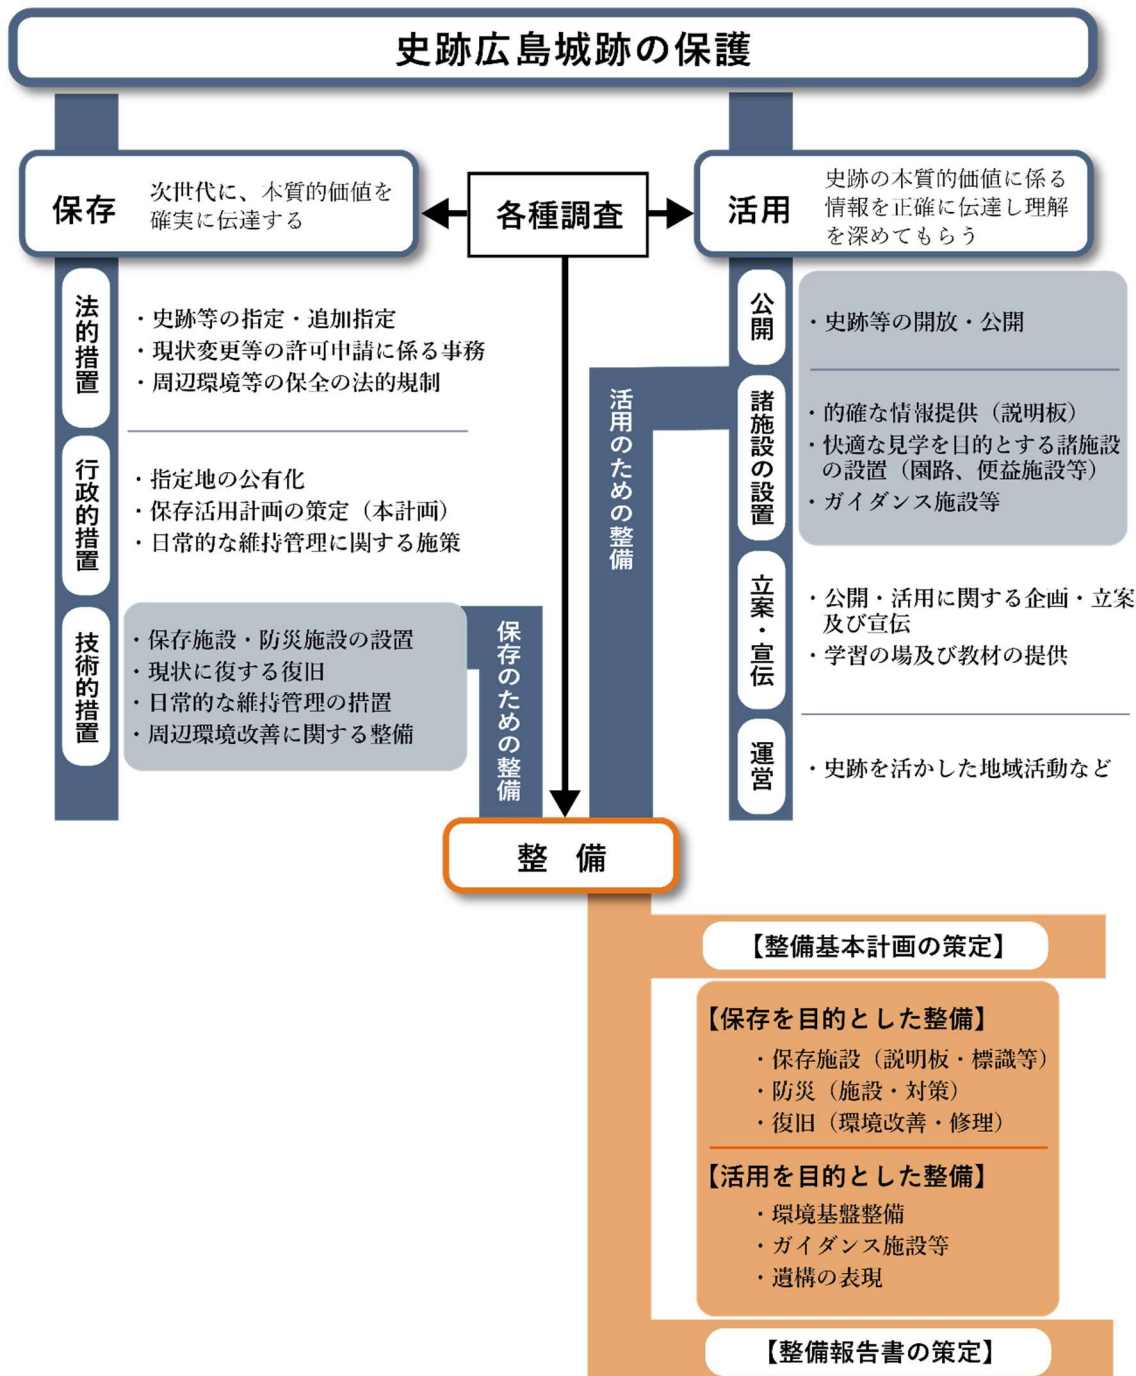 史跡広島城跡の保護
保存
次世代に、本質的価値を
確実に伝達する
各種調査
活用
史跡の本質的価値に係る
情報を正確に伝達し理解
を深めてもらう
法的措置
・史跡等の指定・追加指定
・現状変更等の許可申請に係る事務
・周辺環境等の保全の法的規制
行政的措置
・指定地の公有化
・保存活用計画の策定（本計画）
・日常的な維持管理に関する施策
技術的措置
・保存施設・防災施設の設置
・現状に復する復旧
・日常的な維持管理の措置
・周辺環境改善に関する整備
保存のための整備
活用のための整備
公開
・史跡等の開放・公開
諸施設の設置
・的確な情報提供（説明板）
・快適な見学を目的とする諸施設
の設置（園路、便益施設等）
・ガイダンス施設等
立案・宣伝
・公開・活用に関する企画・立案
及び宣伝
・学習の場及び教材の提供
運営
・史跡を活かした地域活動など
整　備
【整備基本計画の策定】
【保存を目的とした整備】
・保存施設（説明板・標識等）
・防災（施設・対策）
・復旧（環境改善・修理）
【活用を目的とした整備】
・環境基盤整備
・ガイダンス施設等
・遺構の表現
【整備報告書の策定】